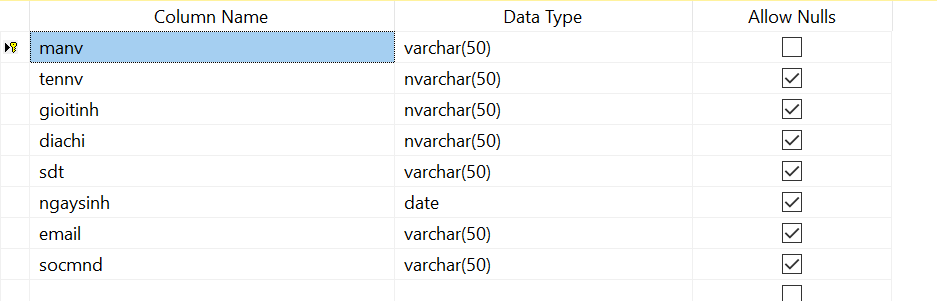 Column Name Data Type Allow Nulls
manv varchar(50)
tennv nvarchar(50)
gioitinh nvarchar(50)
diachi nvarchar(50)
sdt varchar(50)
ngaysinh date
email varchar(50)
socmnd varchar(50)